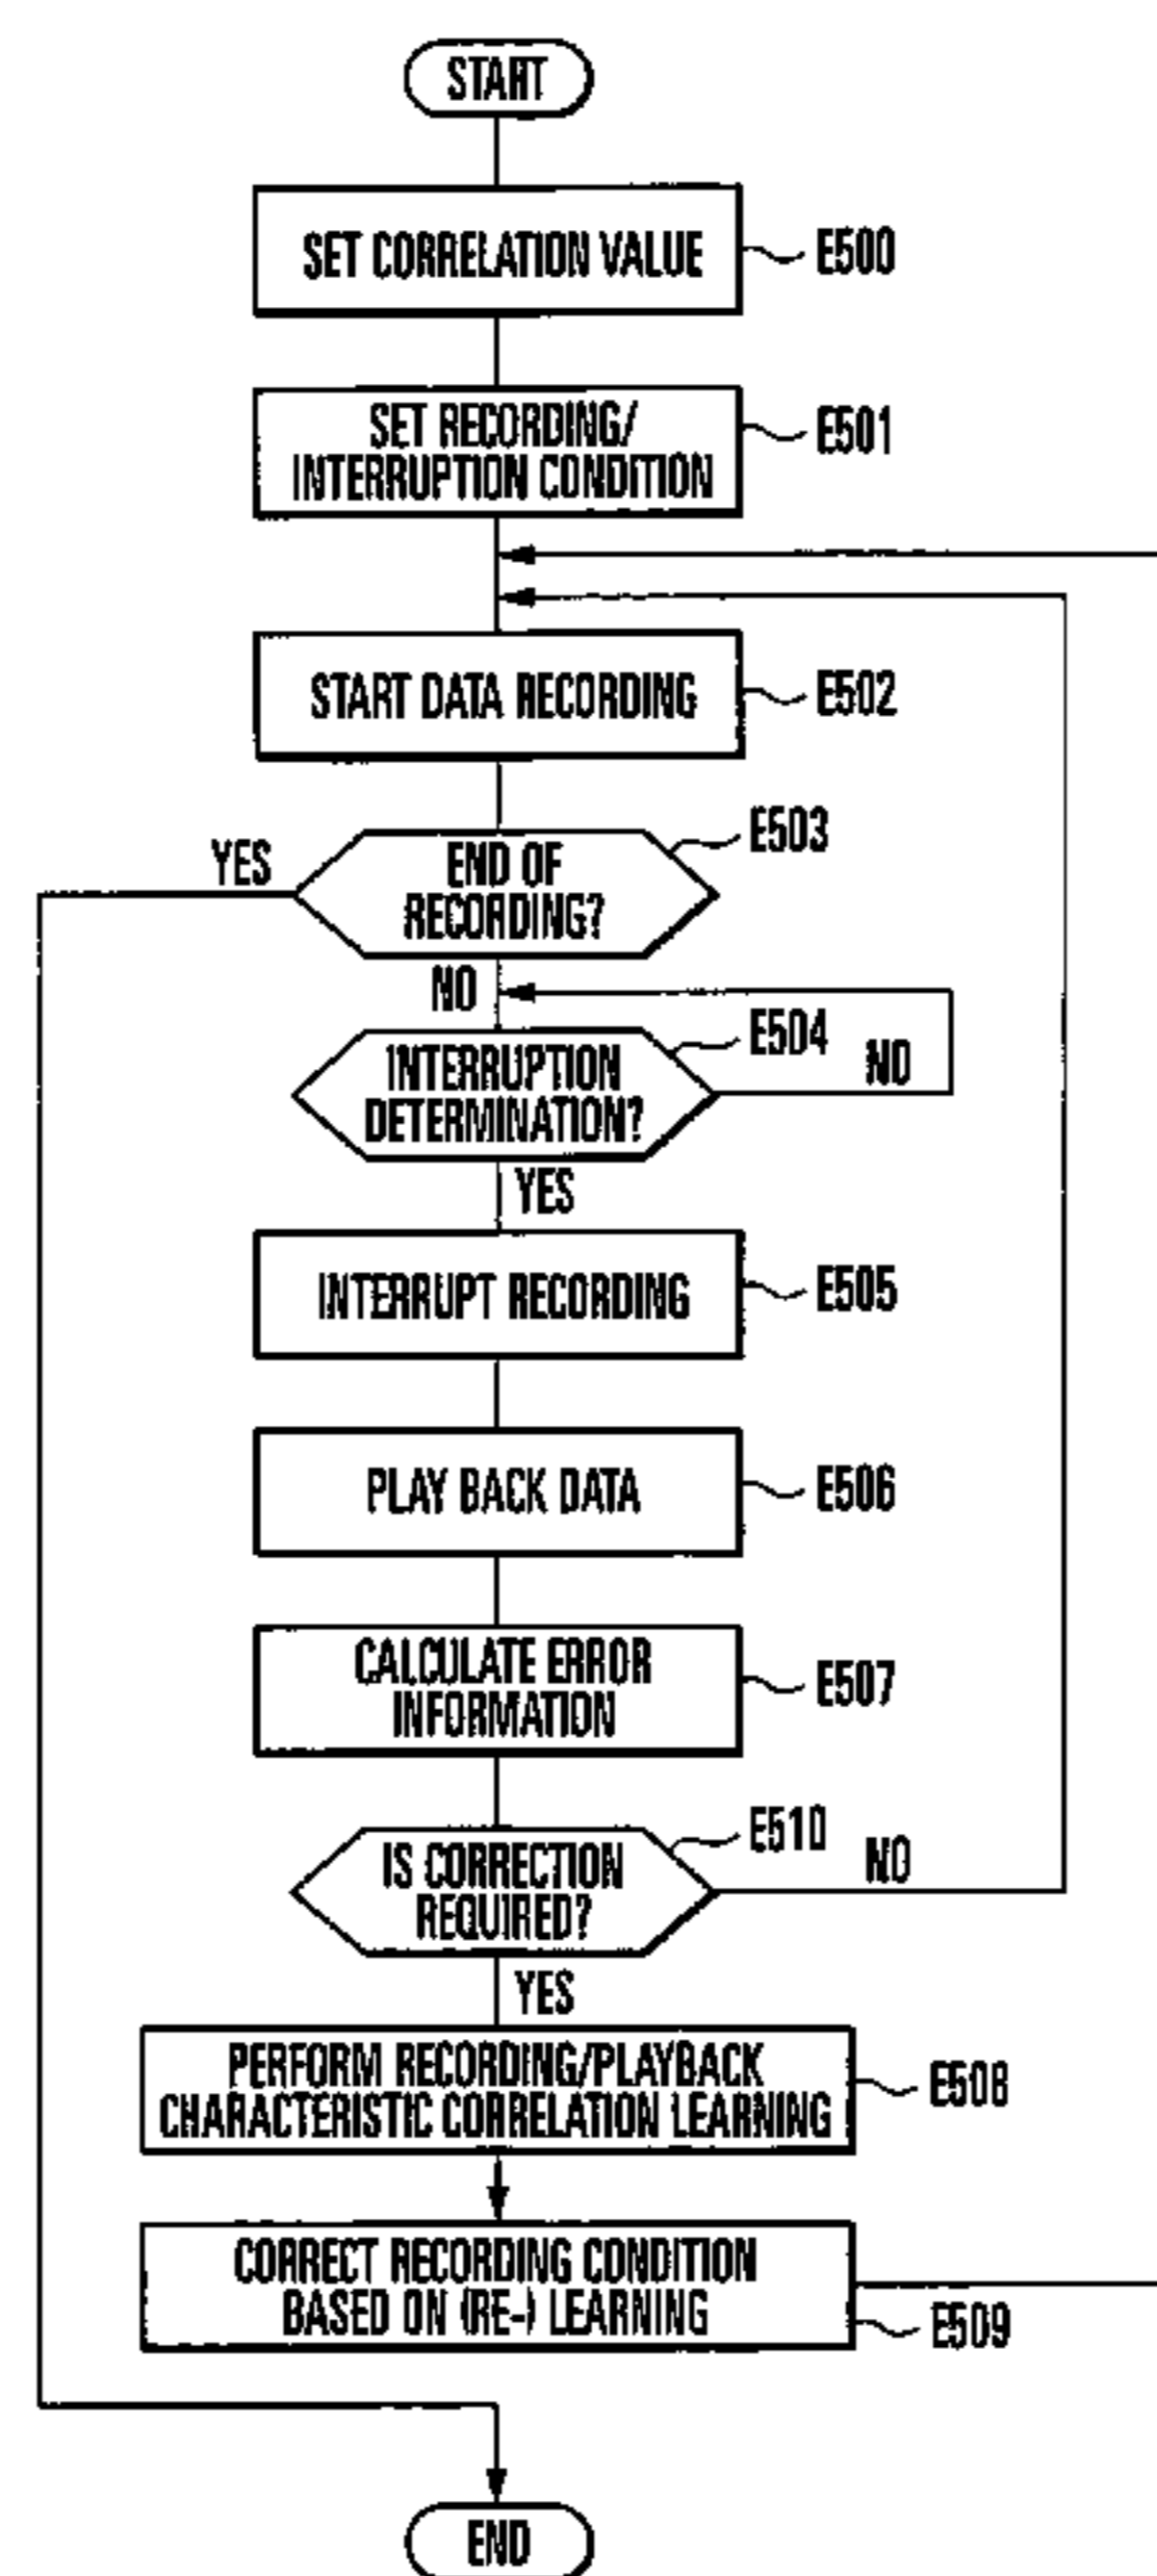 START
SET CORRELATION VALUE
E500
SET RECORDING/
INTERRUPTION CONDITION
E501
START DATA RECORDING
E502
E503
YES
END OF
RECORDING?
NO
E504
INTERRUPTION
DETERMINATION?
NO
YES
INTERRUPT RECORDING
E505
PLAY BACK DATA
E506
CALCULATE ERROR
INFORMATION
E507
E510
IS CORRECTION
REQUIRED?
NO
YES
PERFORM RECORDING/PLAYBACK
CHARACTERISTIC CORRELATION LEARNING
E508
CORRECT RECORDING CONDITION
BASED ON (RE-) LEARNING
E509
END